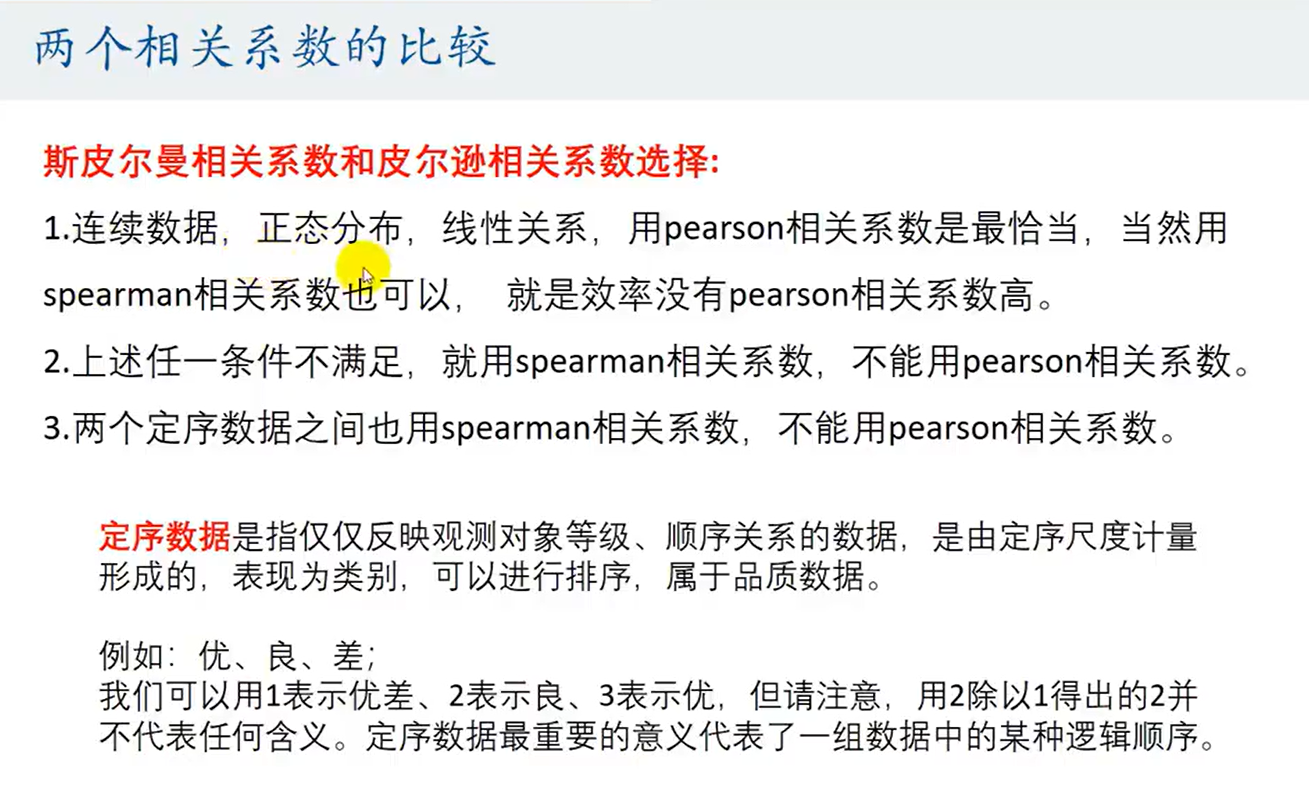 两个相关系数的比较
斯皮尔曼相关系数和皮尔逊相关系数选择:
1.连续数据，正态分布，线性关系，用pearson相关系数是最恰当，当然用
spearman相关系数也可以， 就是效率没有pearson相关系数高。
2.上述任一条件不满足，就用spearman相关系数，不能用pearson相关系数。
3.两个定序数据之间也用spearman相关系数，不能用pearson相关系数。
定序数据是指仅仅反映观测对象等级、顺序关系的数据，是由定序尺度计量
形成的，表现为类别，可以进行排序，属于品质数据。
例如：优、良、差；
我们可以用1表示优差、2表示良、3表示优，但请注意，用2除以1得出的2并
不代表任何含义。定序数据最重要的意义代表了一组数据中的某种逻辑顺序。